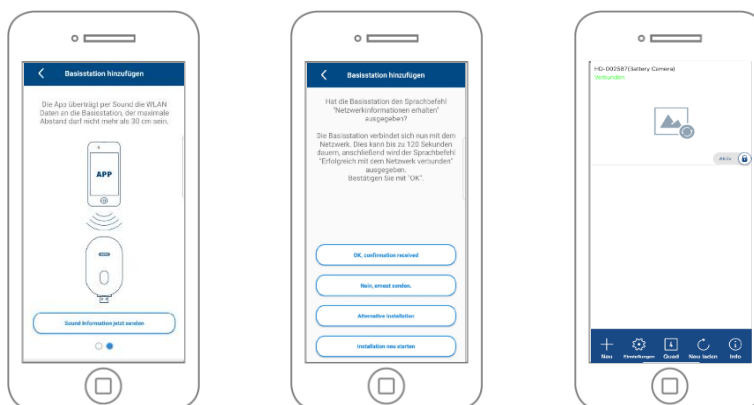 Basisstation hinzufügen
Die App überträgt per Sound die WLAN
Daten an die Basisstation, der maximale
Abstand darf nicht mehr als 30 cm sein.
APP
Sound Information jetzt senden
Basisstation hinzufügen
Hat die Basisstation den Sprachbefehl
"Netzwerkinformationen erhalten"
ausgegeben?
Die Basisstation verbindet sich nun mit dem
Netzwerk. Dies kann bis zu 120 Sekunden
dauern, anschließend wird der Sprachbefehl
"Erfolgreich mit dem Netzwerk verbunden"
ausgegeben.
Bestätigen Sie mit "OK".
OK, confirmation received
Nein, erneut senden.
Alternative Installation
Installation neu starten
HD-002587(Battery Camera)
Verbunden
Aktiv
Neu Einstellungen Quad Neu laden Info